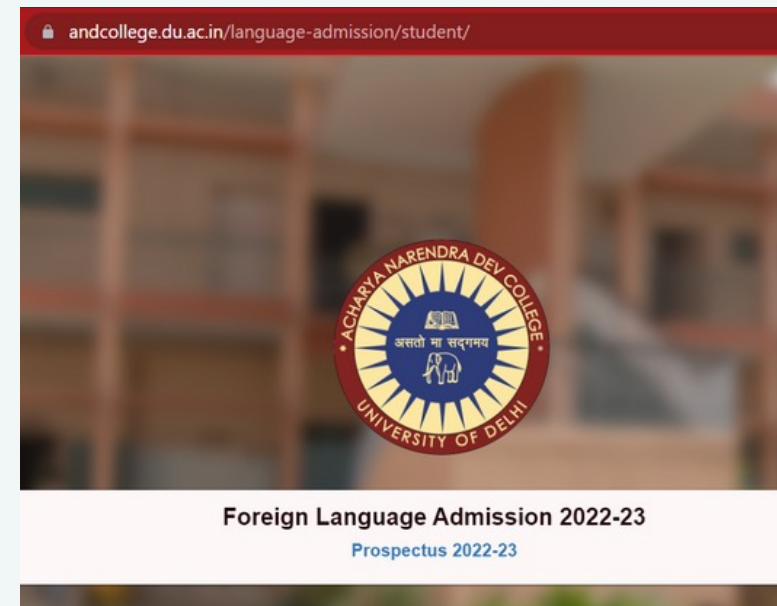 andcollege.du.ac.in/language-admission/student/
ACHARYA NARENDRA DEV COLLEGE
असतो मा सद्गमय
UNIVERSITY OF DELHI
Foreign Language Admission 2022-23
Prospectus 2022-23